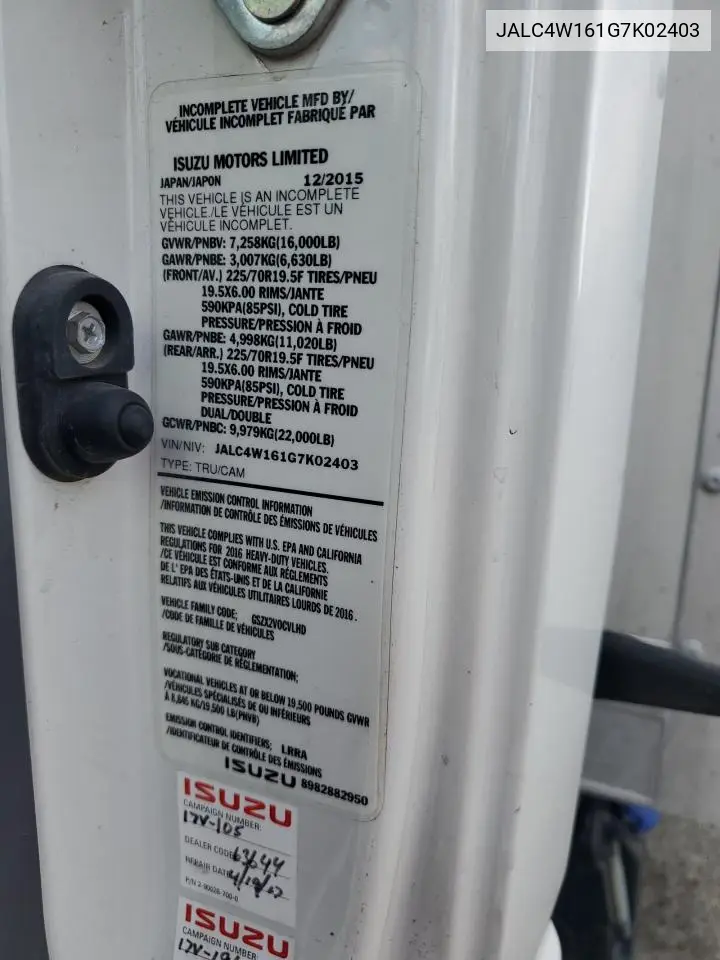 JALC4W161G7K02403
INCOMPLETE VEHICLE MFD BY/
VÉHICULE INCOMPLET FABRIQUÉ PAR
ISUZU MOTORS LIMITED
JAPAN/JAPON 12/2015
THIS VEHICLE IS AN INCOMPLETE
VEHICLE./LE VÉHICULE EST UN
VÉHICULE INCOMPLET.
GVWR/PNBV: 7,258KG(16,000LB)
GAWR/PNBE: 3,007KG(6,630LB)
(FRONT/AV.) 225/70R19.5F TIRES/PNEU
19.5X6.00 RIMS/JANTE
590KPA(85PSI), COLD TIRE
PRESSURE/PRESSION À FROID
GAWR/PNBE: 4,998KG(11,020LB)
(REAR/ARR.) 225/70R19.5F TIRES/PNEU
19.5X6.00 RIMS/JANTE
590KPA(85PSI), COLD TIRE
PRESSURE/PRESSION À FROID
DUAL/DOUBLE
GCWR/PNBC: 9,979KG(22,000LB)
VIN/NIV: JALC4W161G7K02403
TYPE: TRU/CAM
VEHICLE EMISSION CONTROL INFORMATION
/INFORMATION DE CONTRÔLE DES ÉMISSIONS DE VÉHICULES
THIS VEHICLE COMPLIES WITH U.S. EPA AND CALIFORNIA
REGULATIONS FOR 2016 HEAVY-DUTY VEHICLES.
/CE VÉHICULE EST CONFORME AUX RÉGLEMENTS
DE L' EPA DES ÉTATS-UNIS ET DE LA CALIFORNIE
RELATIFS AUX VÉHICULES UTILITAIRES LOURDS DE 2016.
VEHICLE FAMILY CODE; GSZX2VOCVLHD
/CODE DE FAMILLE DE VÉHICULES
REGULATORY SUB CATEGORY
/SOUS-CATÉGORIE DE RÉGLEMENTATION;
VOCATIONAL VEHICLES AT OR BELOW 19,500 POUNDS GVWR
/VÉHICULES SPÉCIALISÉS DE OU INFÉRIEURS
À 8,845 KG/19,500 LB(PNVB)
EMISSION CONTROL IDENTIFIERS; LRRA
/IDENTIFICATEUR DE CONTRÔLE DES ÉMISSIONS
ISUZU 8982882950
ISUZU
CAMPAIGN NUMBER:
17V-105
DEALER CODE 63644
REPAIR DATE
P/N 2-90026-700-0
ISUZU
CAMPAIGN NUMBER: